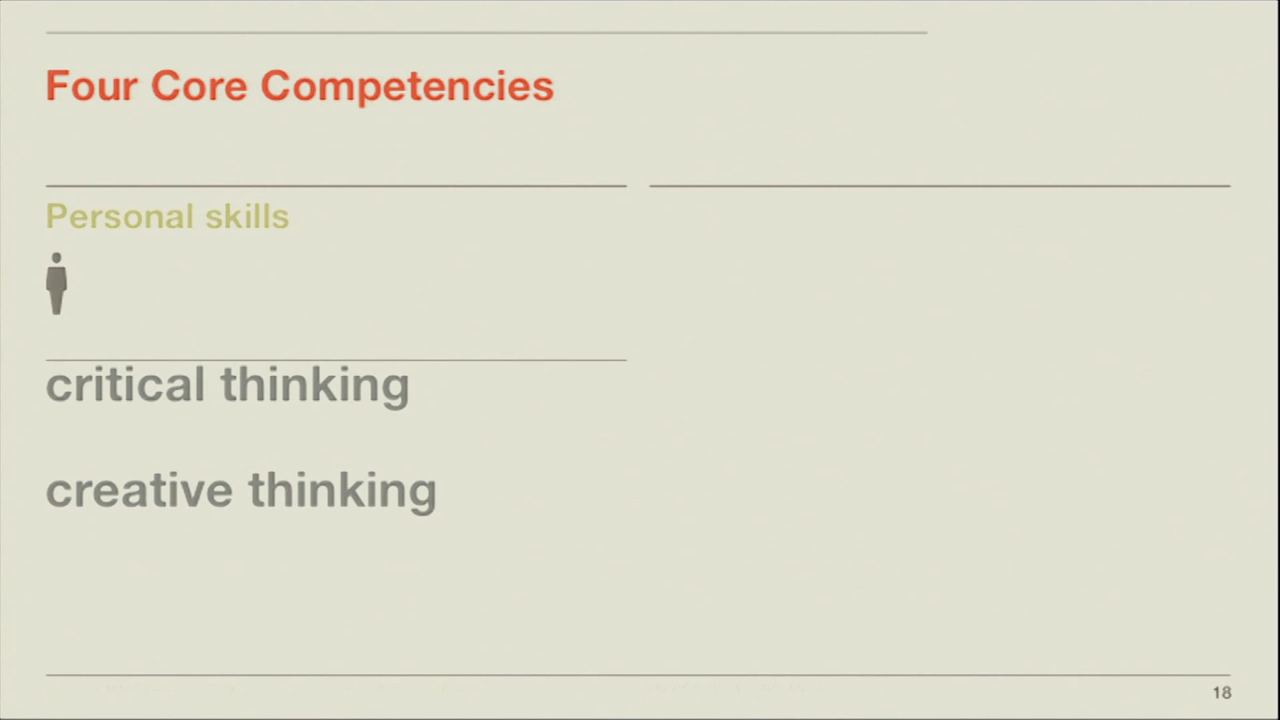 Four Core Competencies
Personal skills
critical thinking
creative thinking
18